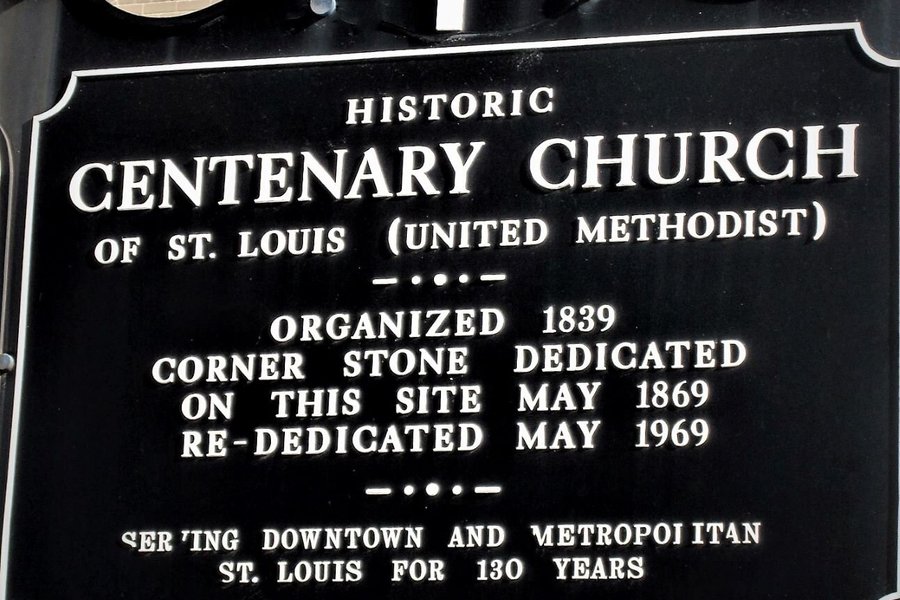 HISTORIC
CENTENARY CHURCH
OF ST. LOUIS (UNITED METHODIST)
ORGANIZED 1839
CORNER STONE DEDICATED
ON THIS SITE MAY 1869
RE-DEDICATED MAY 1969
SERVING DOWNTOWN AND METROPOLITAN
ST. LOUIS FOR 130 YEARS